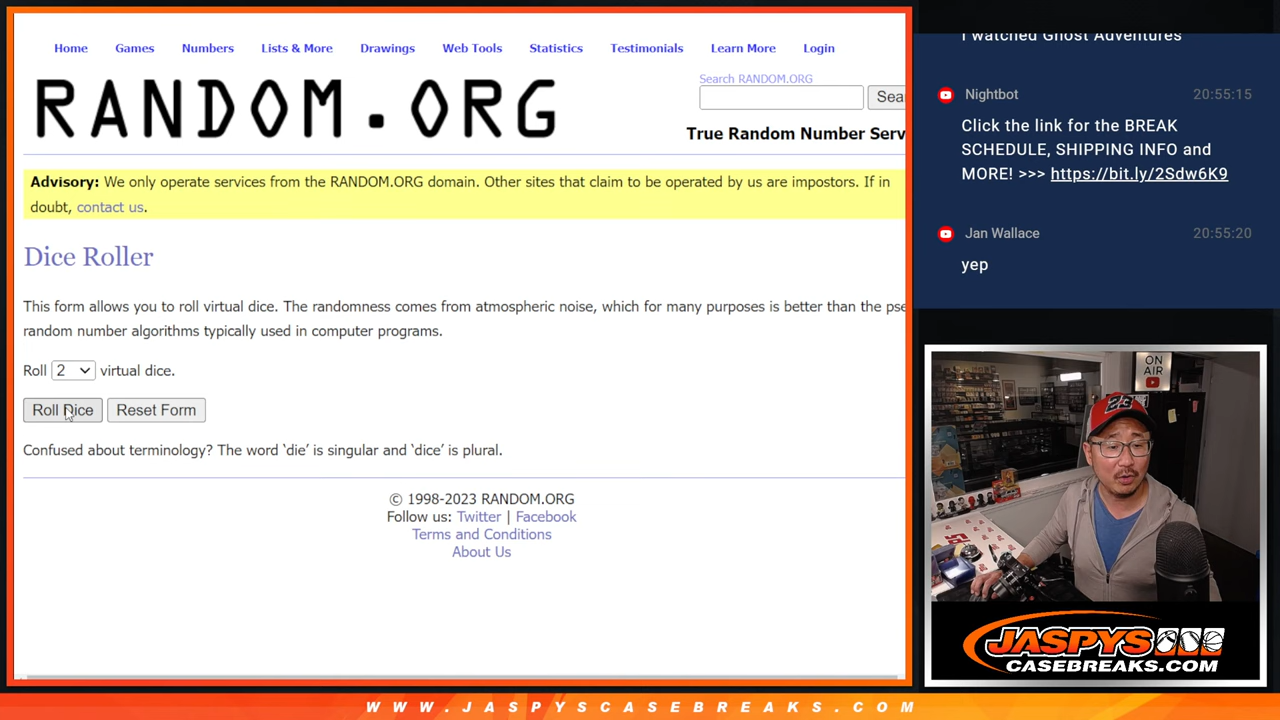 Home Games Numbers Lists & More Drawings Web Tools Statistics Testimonials Learn More Login
RANDOM.ORG
Search RANDOM.ORG
Sea
True Random Number Serv
Advisory: We only operate services from the RANDOM.ORG domain. Other sites that claim to be operated by us are impostors. If in
doubt, contact us.
Dice Roller
This form allows you to roll virtual dice. The randomness comes from atmospheric noise, which for many purposes is better than the pse
random number algorithms typically used in computer programs.
Roll 2 virtual dice.
Roll Dice Reset Form
Confused about terminology? The word ‘die’ is singular and ‘dice’ is plural.
© 1998-2023 RANDOM.ORG
Follow us: Twitter | Facebook
Terms and Conditions
About Us
I watched Ghost Adventures
Nightbot 20:55:15
Click the link for the BREAK
SCHEDULE, SHIPPING INFO and
MORE! >>> https://bit.ly/2Sdw6K9
Jan Wallace 20:55:20
yep
ON
AIR
23
JASPYS
CASEBREAKS.COM
WWW.JASPYSCASEBREAKS.COM